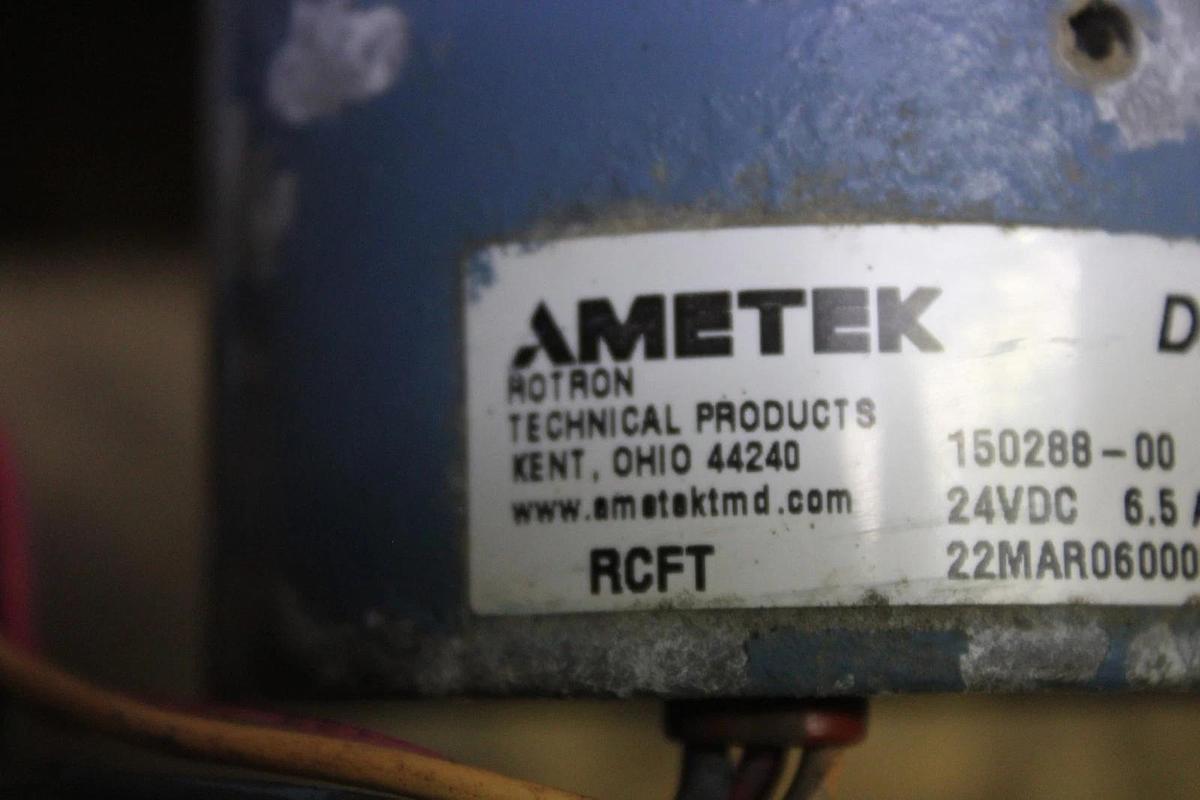 AMETEK D
ROTRON
TECHNICAL PRODUCTS
KENT, OHIO 44240 150288-00
www.ametektmd.com 24VDC 6.5 A
RCFT 22MAR06000